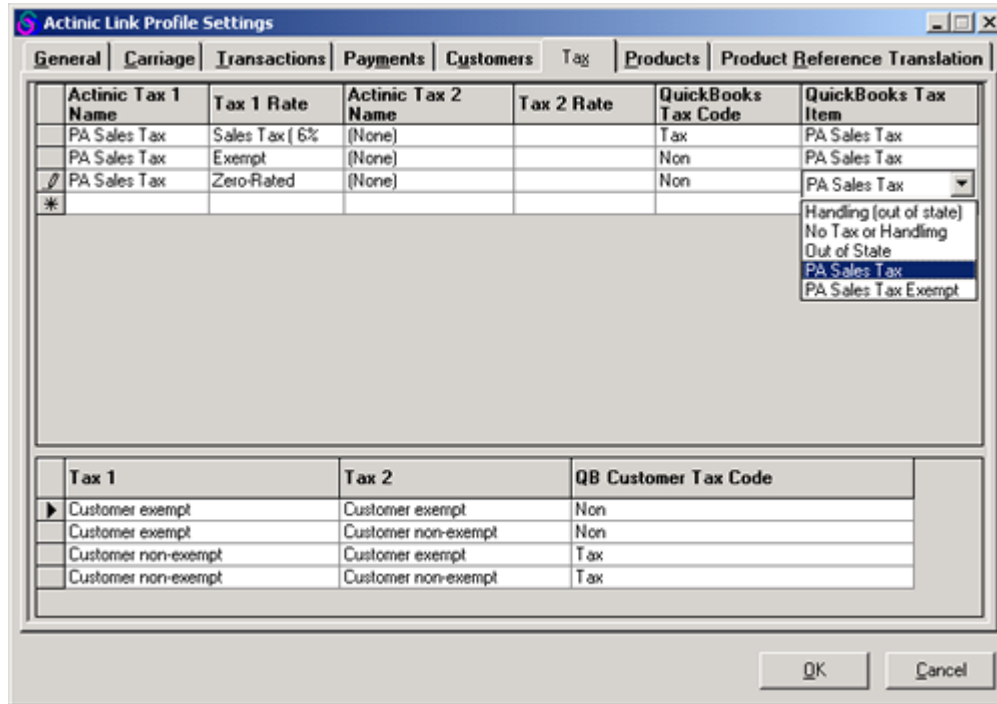 Actinic Link Profile Settings
General Carriage Transactions Payments Customers Tax Products Product Reference Translation
Actinic Tax 1 Name Tax 1 Rate Actinic Tax 2 Name Tax 2 Rate QuickBooks Tax Code QuickBooks Tax Item
PA Sales Tax Sales Tax ( 6% (None) Tax PA Sales Tax
PA Sales Tax Exempt (None) Non PA Sales Tax
PA Sales Tax Zero-Rated (None) Non PA Sales Tax
Handling (out of state)
No Tax or Handlimg
Out of State
PA Sales Tax
PA Sales Tax Exempt
Tax 1 Tax 2 QB Customer Tax Code
Customer exempt Customer exempt Non
Customer exempt Customer non-exempt Non
Customer non-exempt Customer exempt Tax
Customer non-exempt Customer non-exempt Tax
OK Cancel